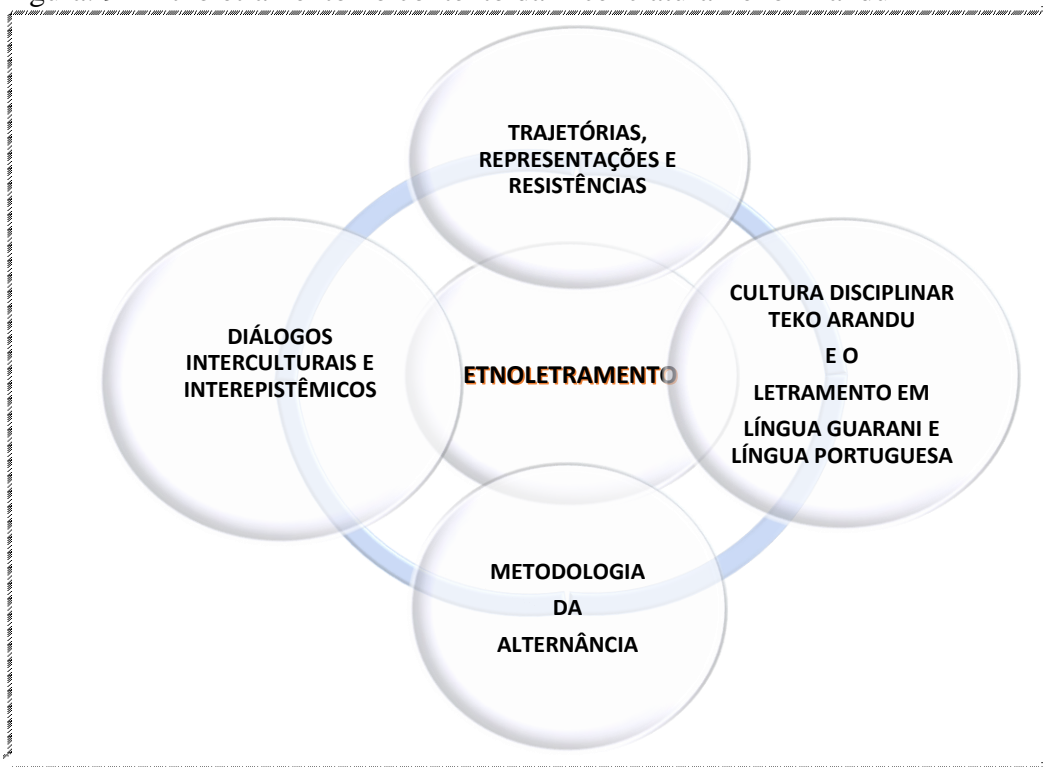 TRAJETÓRIAS,
REPRESENTAÇÕES E
RESISTÊNCIAS
DIÁLOGOS
INTERCULTURAIS E
INTEREPISTÊMICOS
ETNOLETRAMENTO
CULTURA DISCIPLINAR
TEKO ARANDU
E O
LETRAMENTO EM
LÍNGUA GUARANI E
LÍNGUA PORTUGUESA
METODOLOGIA
DA
ALTERNÂNCIA